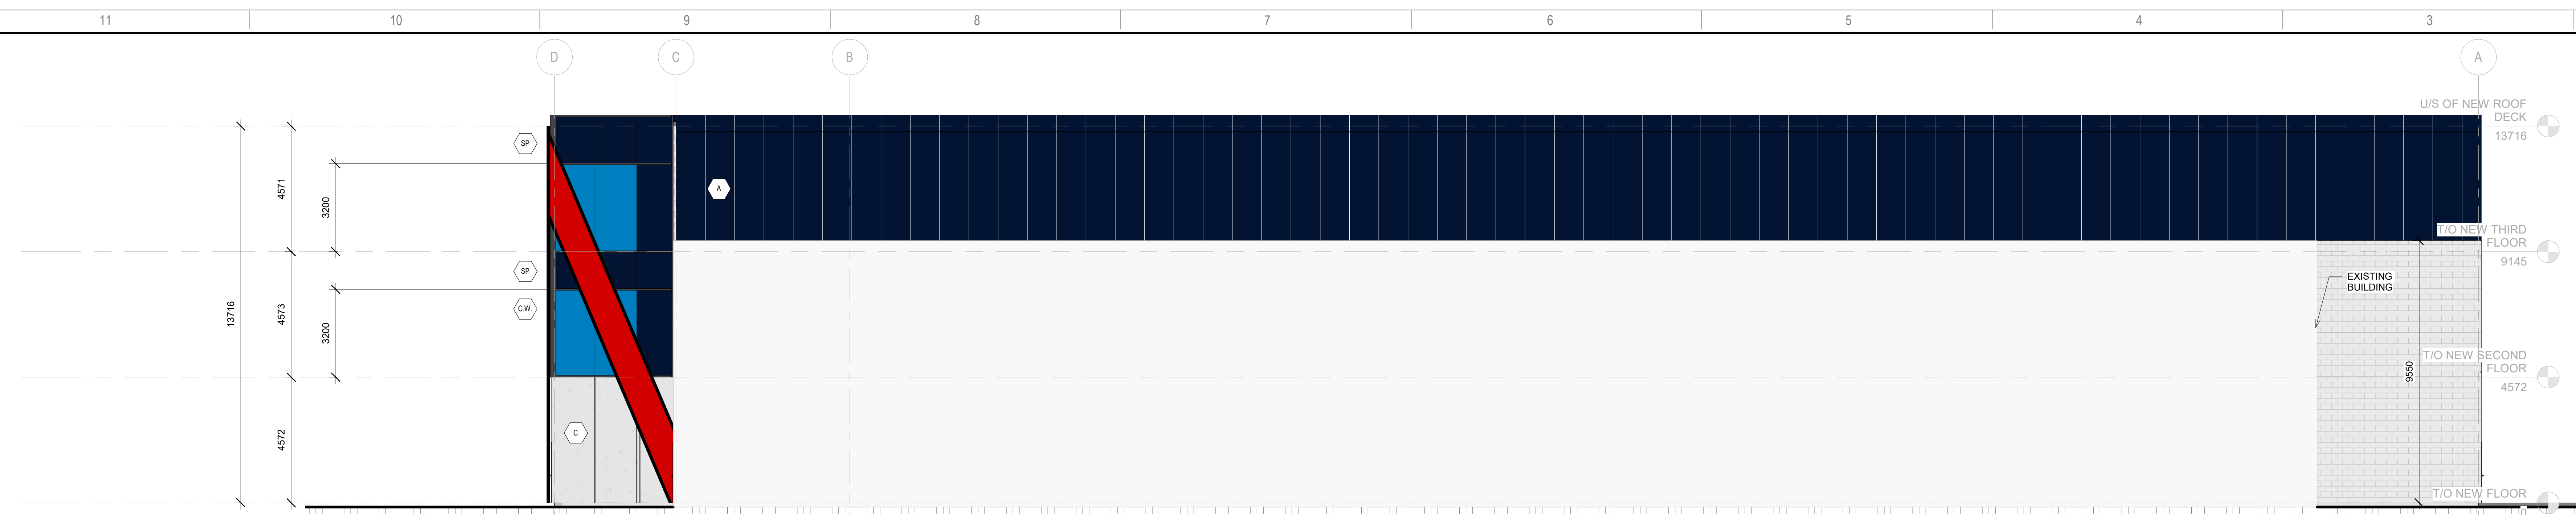 11 10 9 8 7 6 5 4 3
D C B A
U/S OF NEW ROOF
DECK
13716
SP
A
4571
3200
T/O NEW THIRD
FLOOR
9145
SP
EXISTING
BUILDING
C.W.
13716
4573
3200
T/O NEW SECOND
FLOOR
4572
9550
C
4572
T/O NEW FLOOR
0